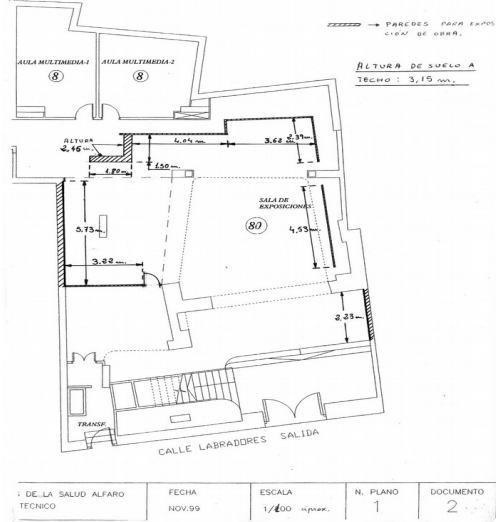 → PAREDES PARA EXPOSI
CIÓN DE OBRA.
ALTURA DE SUELO A
TECHO : 3,15 m.
AULA MULTIMEDIA-1
8
AULA MULTIMEDIA-2
8
ALTURA
2,45 m.
4.04 m
3.62 m.
2.39 m.
1.50 m.
1.80 m.
SALA DE
EXPOSICIONES
80
5.73 m.
4,53
3.22 m.
2,23 m.
TRANSF.
CALLE LABRADORES SALIDA
S DE LA SALUD ALFARO
TECNICO
FECHA
NOV.99
ESCALA
1/100 aprox.
N. PLANO
1
DOCUMENTO
2